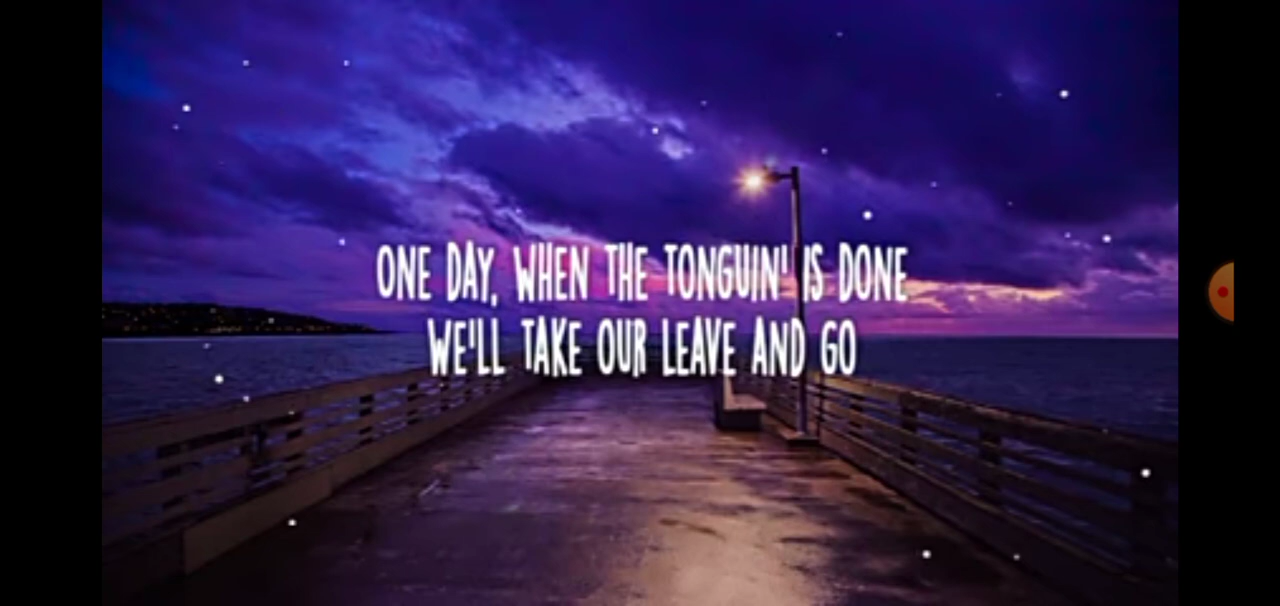 ONE DAY, WHEN THE TONGUIN' IS DONE
WE'LL TAKE OUR LEAVE AND GO